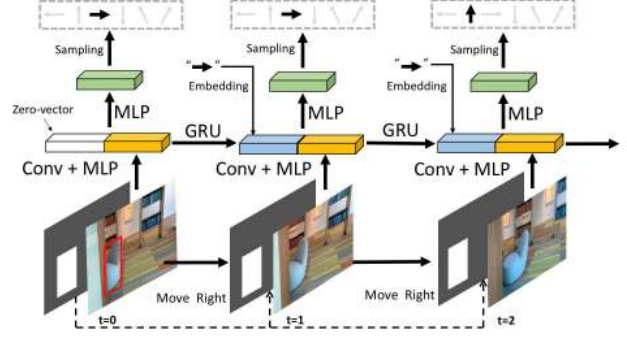 Sampling
Sampling
Sampling
“ ”
Embedding
“ ”
Embedding
Zero-vector
MLP
MLP
MLP
GRU
GRU
Conv + MLP
Conv + MLP
Conv + MLP
Move Right
Move Right
t=0
t=1
t=2